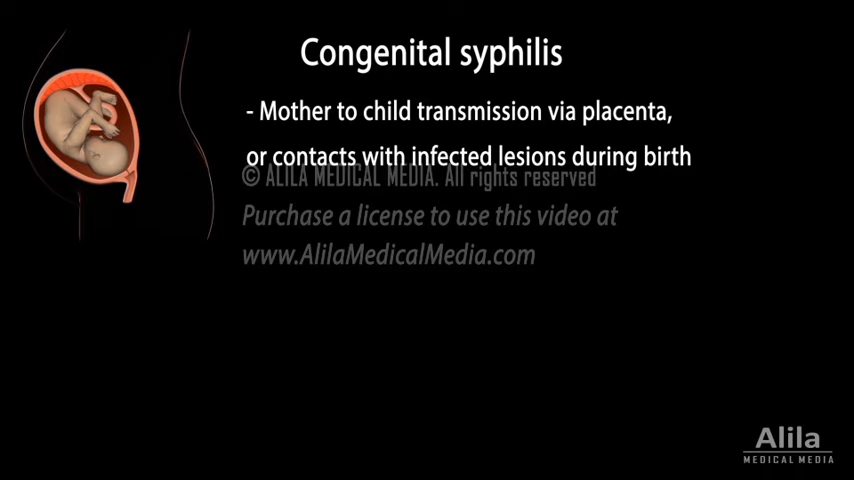 Congenital syphilis
- Mother to child transmission via placenta,
or contacts with infected lesions during birth
© ALILA MEDICAL MEDIA. All rights reserved
Purchase a license to use this video at
www.AlilaMedicalMedia.com
Alila
MEDICAL MEDIA